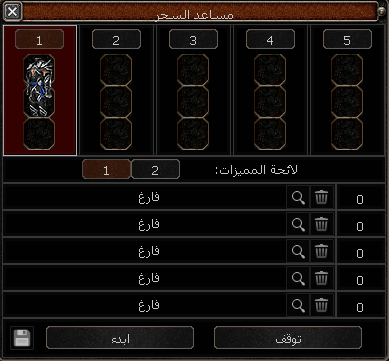 مساعد السحر
1 2 3 4 5
لائحة المميزات: 1 2
فارغ 0
فارغ 0
فارغ 0
فارغ 0
فارغ 0
ابدء توقف